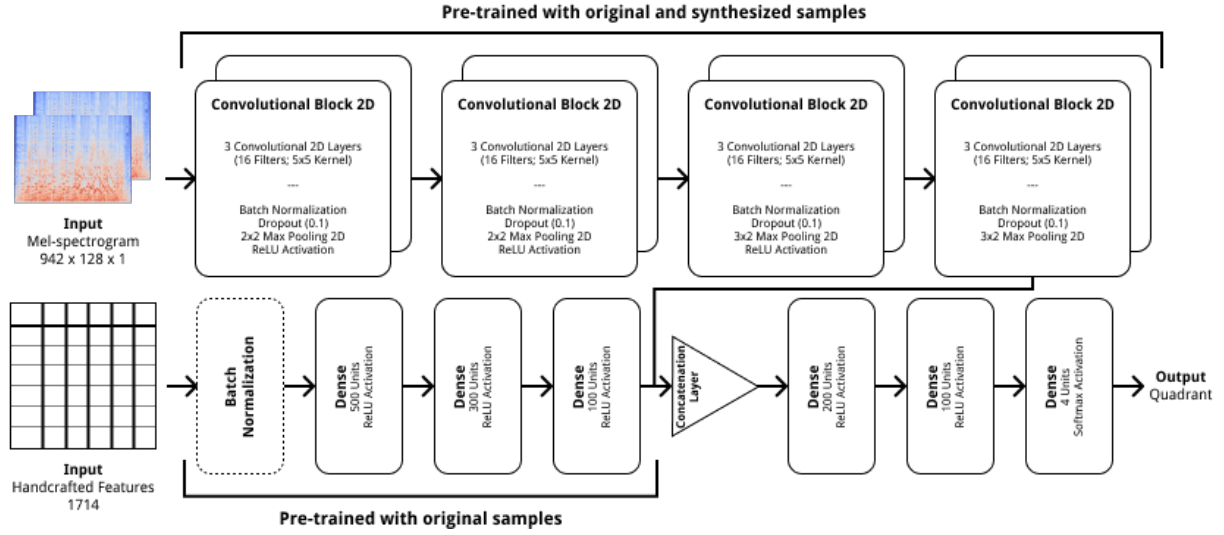 Pre-trained with original and synthesized samples
Input
Mel-spectrogram
942 x 128 x 1
Convolutional Block 2D
3 Convolutional 2D Layers
(16 Filters; 5x5 Kernel)
---
Batch Normalization
Dropout (0.1)
2x2 Max Pooling 2D
ReLU Activation
Convolutional Block 2D
3 Convolutional 2D Layers
(16 Filters; 5x5 Kernel)
---
Batch Normalization
Dropout (0.1)
2x2 Max Pooling 2D
ReLU Activation
Convolutional Block 2D
3 Convolutional 2D Layers
(16 Filters; 5x5 Kernel)
---
Batch Normalization
Dropout (0.1)
3x2 Max Pooling 2D
ReLU Activation
Convolutional Block 2D
3 Convolutional 2D Layers
(16 Filters; 5x5 Kernel)
---
Batch Normalization
Dropout (0.1)
3x2 Max Pooling 2D
Input
Handcrafted Features
1714
Batch
Normalization
Dense
500 Units
ReLU Activation
Dense
300 Units
ReLU Activation
Dense
100 Units
ReLU Activation
Concatenation
Layer
Dense
200 Units
ReLU Activation
Dense
100 Units
ReLU Activation
Dense
4 Units
Softmax Activation
Output
Quadrant
Pre-trained with original samples